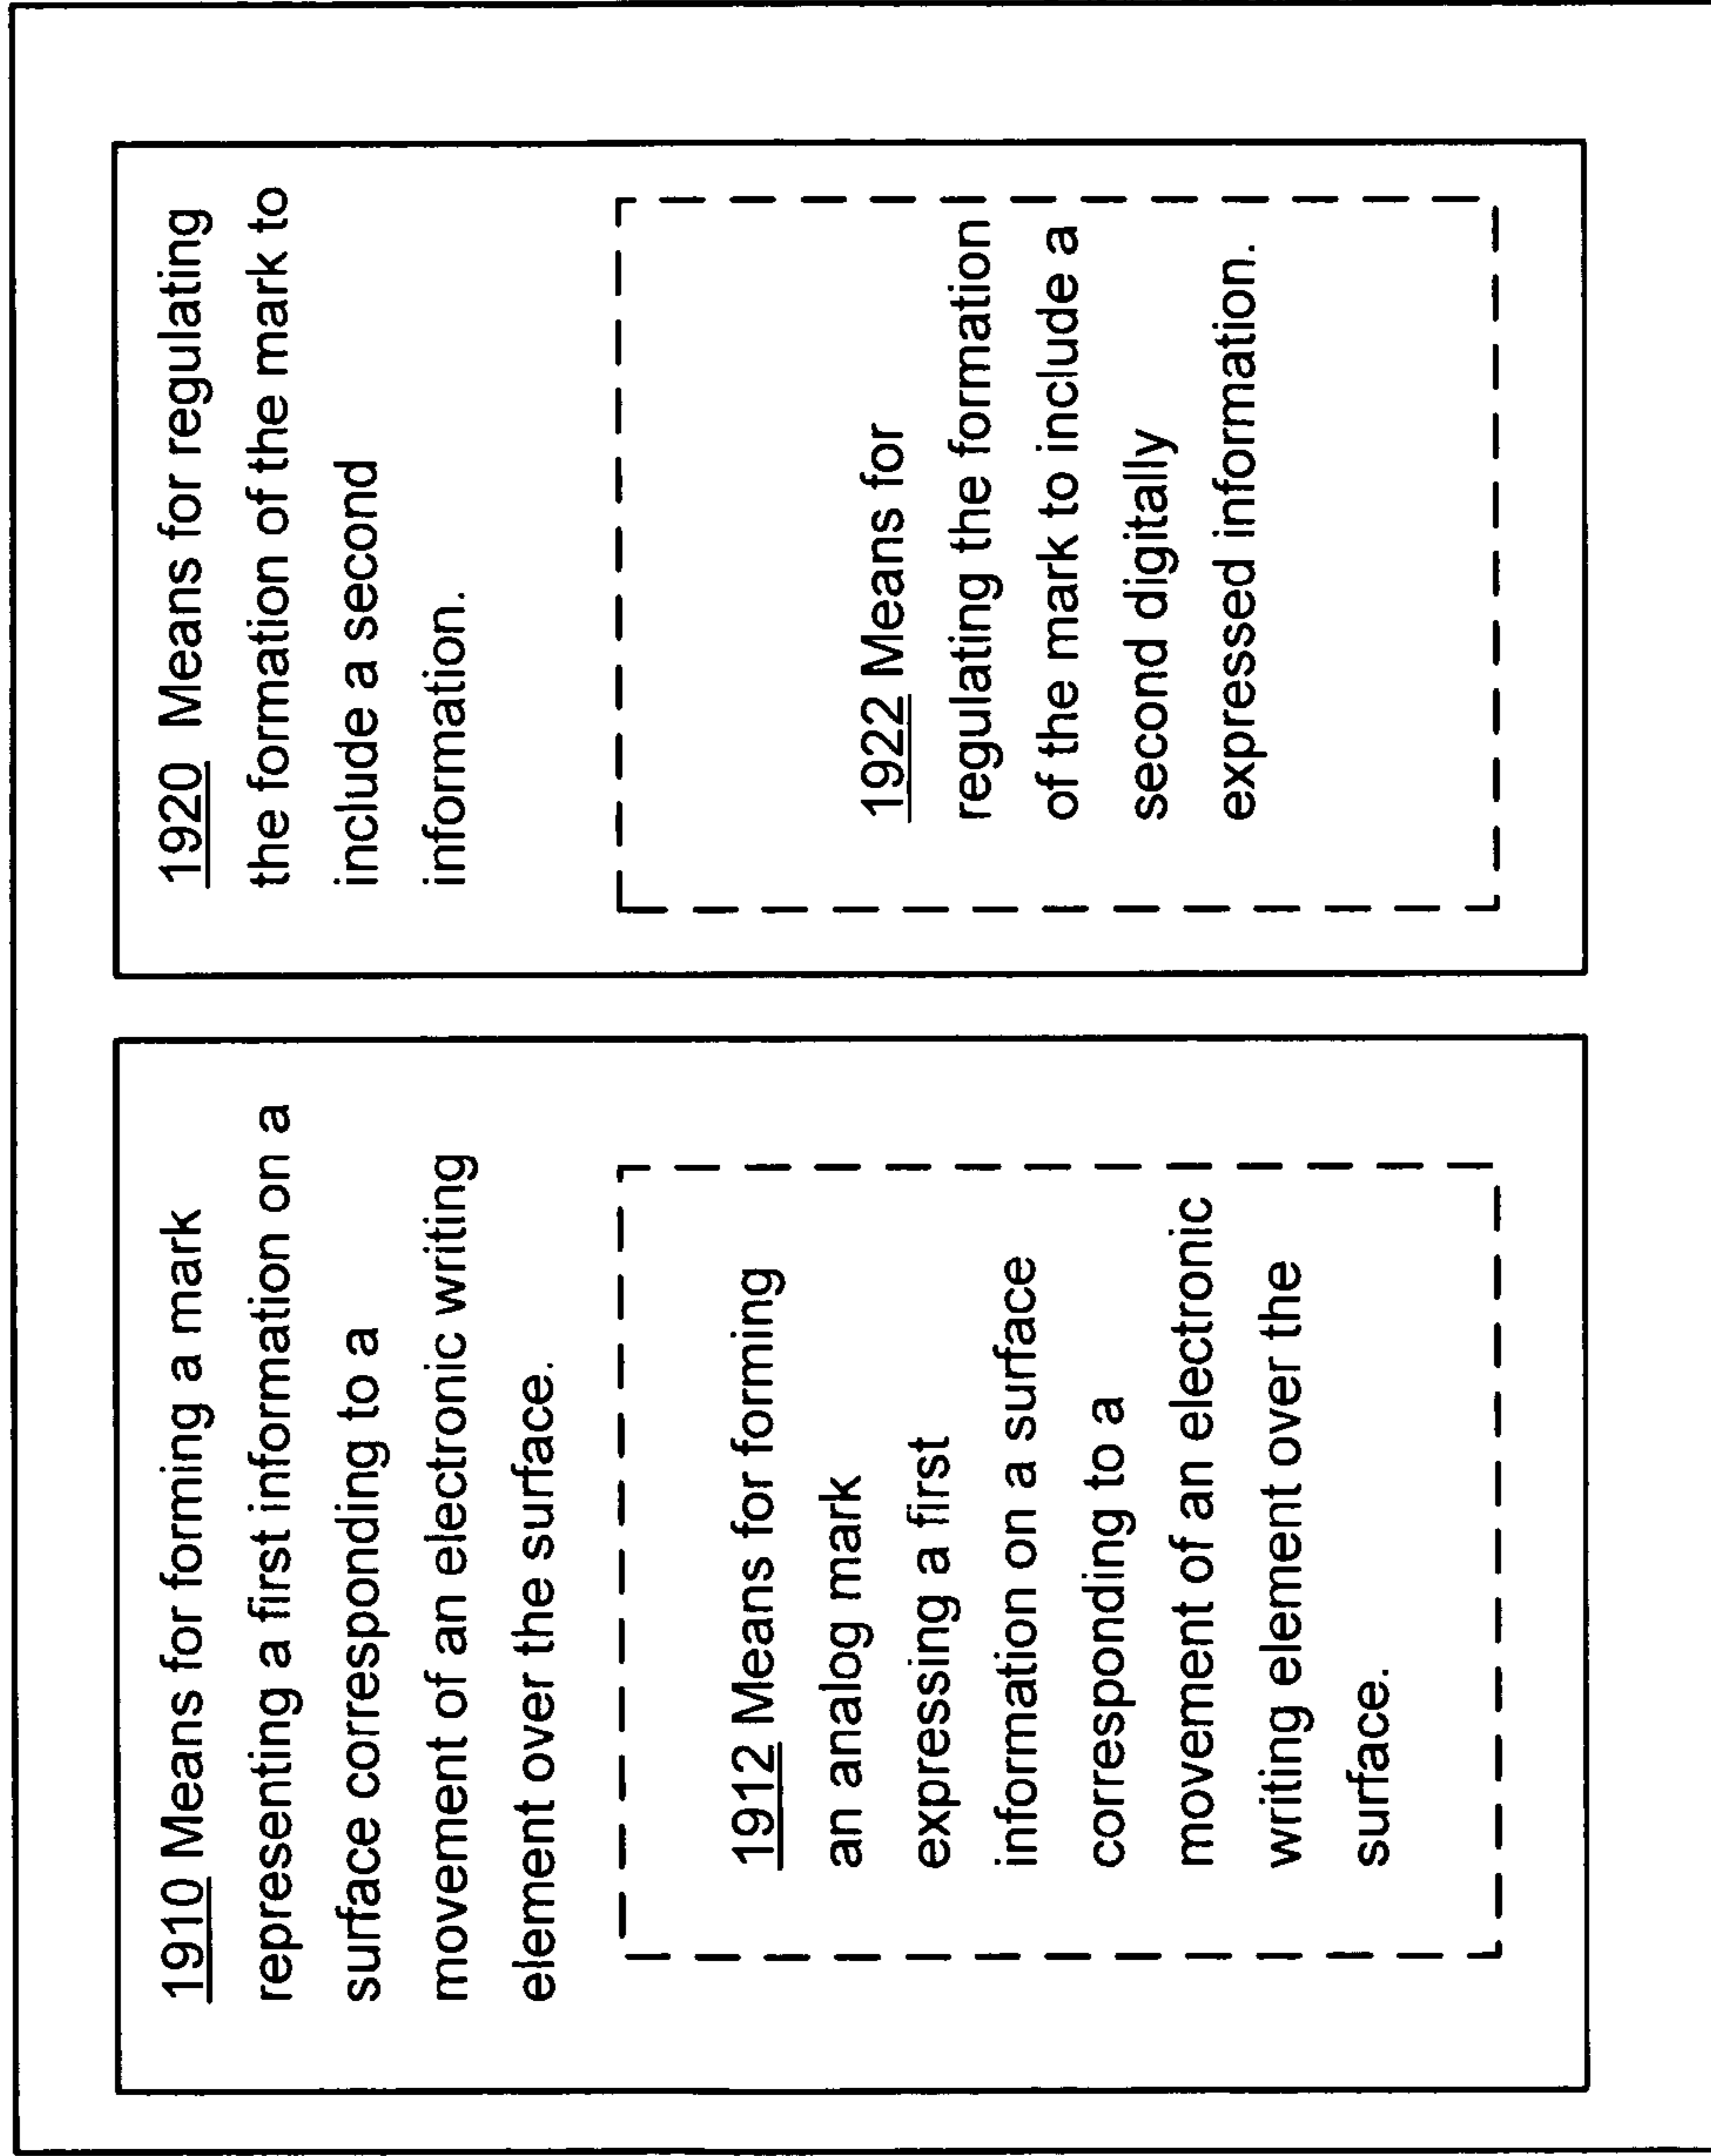 1910 Means for forming a mark
representing a first information on a
surface corresponding to a
movement of an electronic writing
element over the surface.
1912 Means for forming
an analog mark
expressing a first
information on a surface
corresponding to a
movement of an electronic
writing element over the
surface.
1920 Means for regulating
the formation of the mark to
include a second
information.
1922 Means for
regulating the formation
of the mark to include a
second digitally
expressed information.